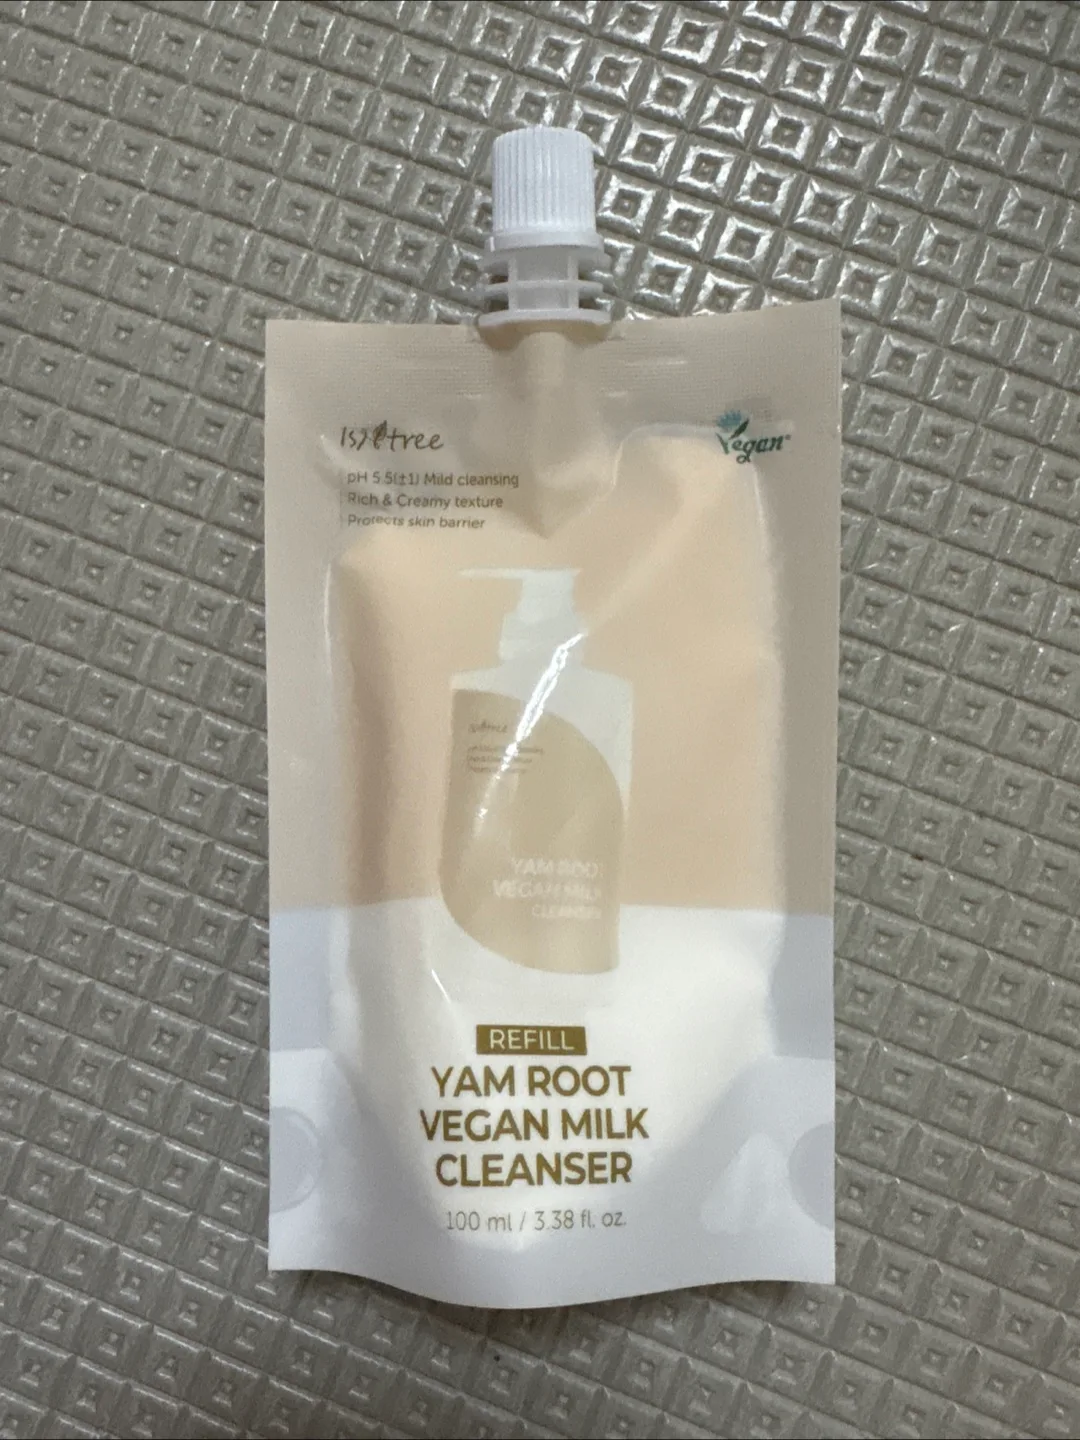 Isntree
Vegan
pH 5.5(±1) Mild cleansing
Rich & Creamy texture
Protects skin barrier
isntree
YAM ROOT
VEGAN MILK
CLEANSER
REFILL
YAM ROOT
VEGAN MILK
CLEANSER
100 ml / 3.38 fl. oz.